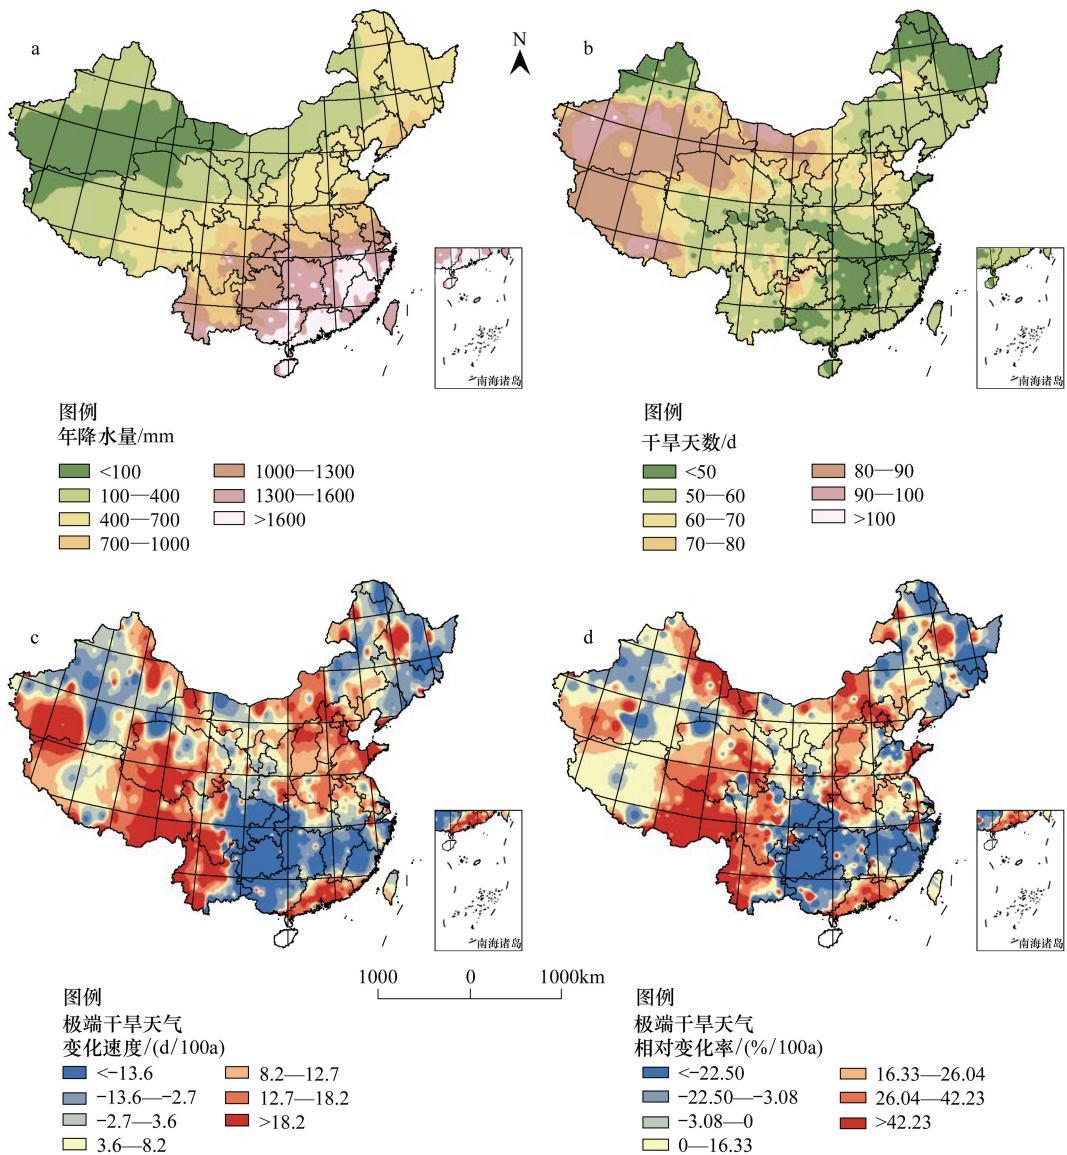 a
N
b
南海诸岛
南海诸岛
图例
年降水量/mm
<100
100—400
400—700
700—1000
1000—1300
1300—1600
>1600
图例
干旱天数/d
<50
50—60
60—70
70—80
80—90
90—100
>100
c
d
南海诸岛
南海诸岛
1000 0 1000km
图例
极端干旱天气
变化速度/(d/100a)
<−13.6
−13.6—−2.7
−2.7—3.6
3.6—8.2
8.2—12.7
12.7—18.2
>18.2
图例
极端干旱天气
相对变化率/(%/100a)
<−22.50
−22.50—−3.08
−3.08—0
0—16.33
16.33—26.04
26.04—42.23
>42.23